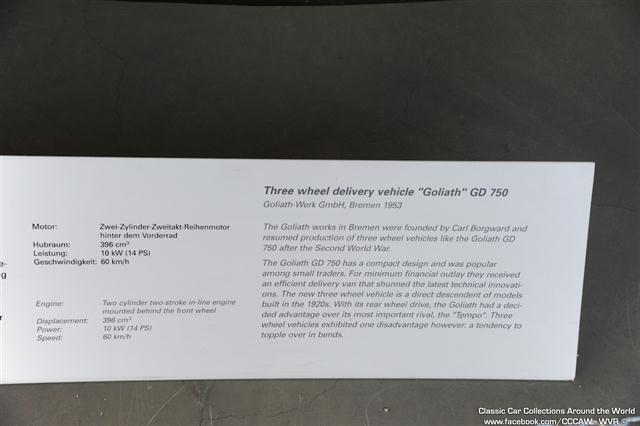 e-
g
r
Motor: Zwei-Zylinder-Zweitakt-Reihenmotor
hinter dem Vorderrad
Hubraum: 396 cm³
Leistung: 10 kW (14 PS)
Geschwindigkeit: 60 km/h
Engine: Two cylinder two-stroke in-line engine
mounted behind the front wheel
Displacement: 396 cm³
Power: 10 kW (14 PS)
Speed: 60 km/h
Three wheel delivery vehicle "Goliath" GD 750
Goliath-Werk GmbH, Bremen 1953
The Goliath works in Bremen were founded by Carl Borgward and
resumed production of three wheel vehicles like the Goliath GD
750 after the Second World War.
The Goliath GD 750 has a compact design and was popular
among small traders. For minimum financial outlay they received
an efficient delivery van that shunned the latest technical innovati-
ons. The new three wheel vehicle is a direct descendent of models
built in the 1920s. With its rear wheel drive, the Goliath had a deci-
ded advantage over its most important rival, the "Tempo". Three
wheel vehicles exhibited one disadvantage however: a tendency to
topple over in bends.
Classic Car Collections Around the World
www.facebook.com/CCCAW - WVR ©